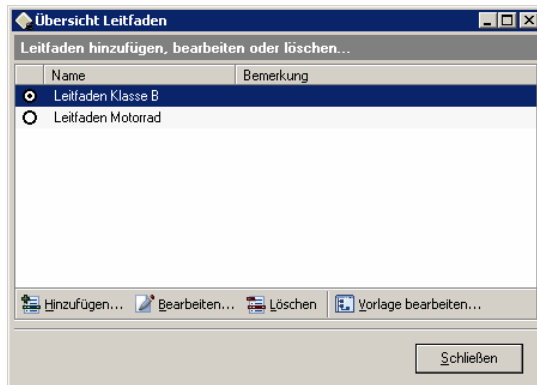 Übersicht Leitfaden
Leitfaden hinzufügen, bearbeiten oder löschen...
Name Bemerkung
Leitfaden Klasse B
Leitfaden Motorrad
Hinzufügen... Bearbeiten... Löschen Vorlage bearbeiten...
Schließen